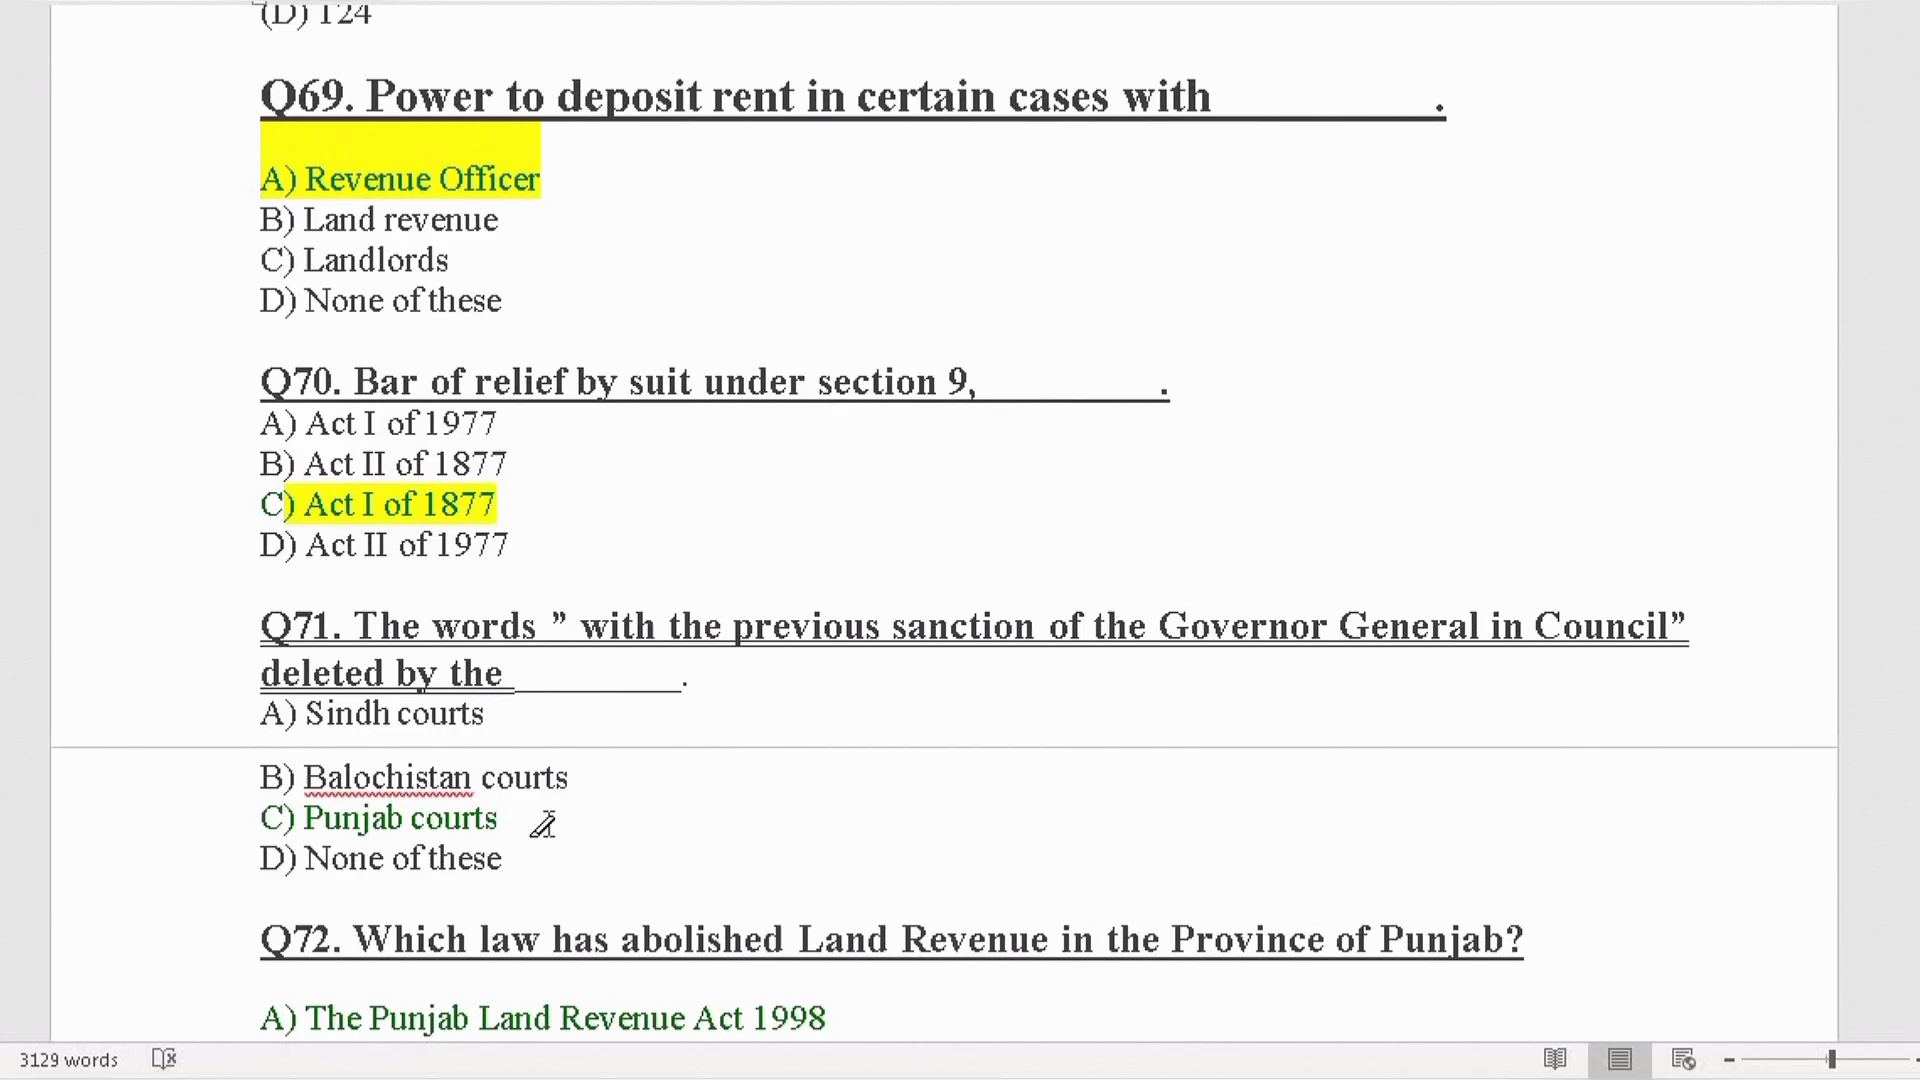 (D) 124
Q69. Power to deposit rent in certain cases with __________.
A) Revenue Officer
B) Land revenue
C) Landlords
D) None of these
Q70. Bar of relief by suit under section 9, _________.
A) Act I of 1977
B) Act II of 1877
C) Act I of 1877
D) Act II of 1977
Q71. The words ” with the previous sanction of the Governor General in Council”
deleted by the _________.
A) Sindh courts
B) Balochistan courts
C) Punjab courts
D) None of these
Q72. Which law has abolished Land Revenue in the Province of Punjab?
A) The Punjab Land Revenue Act 1998
3129 words